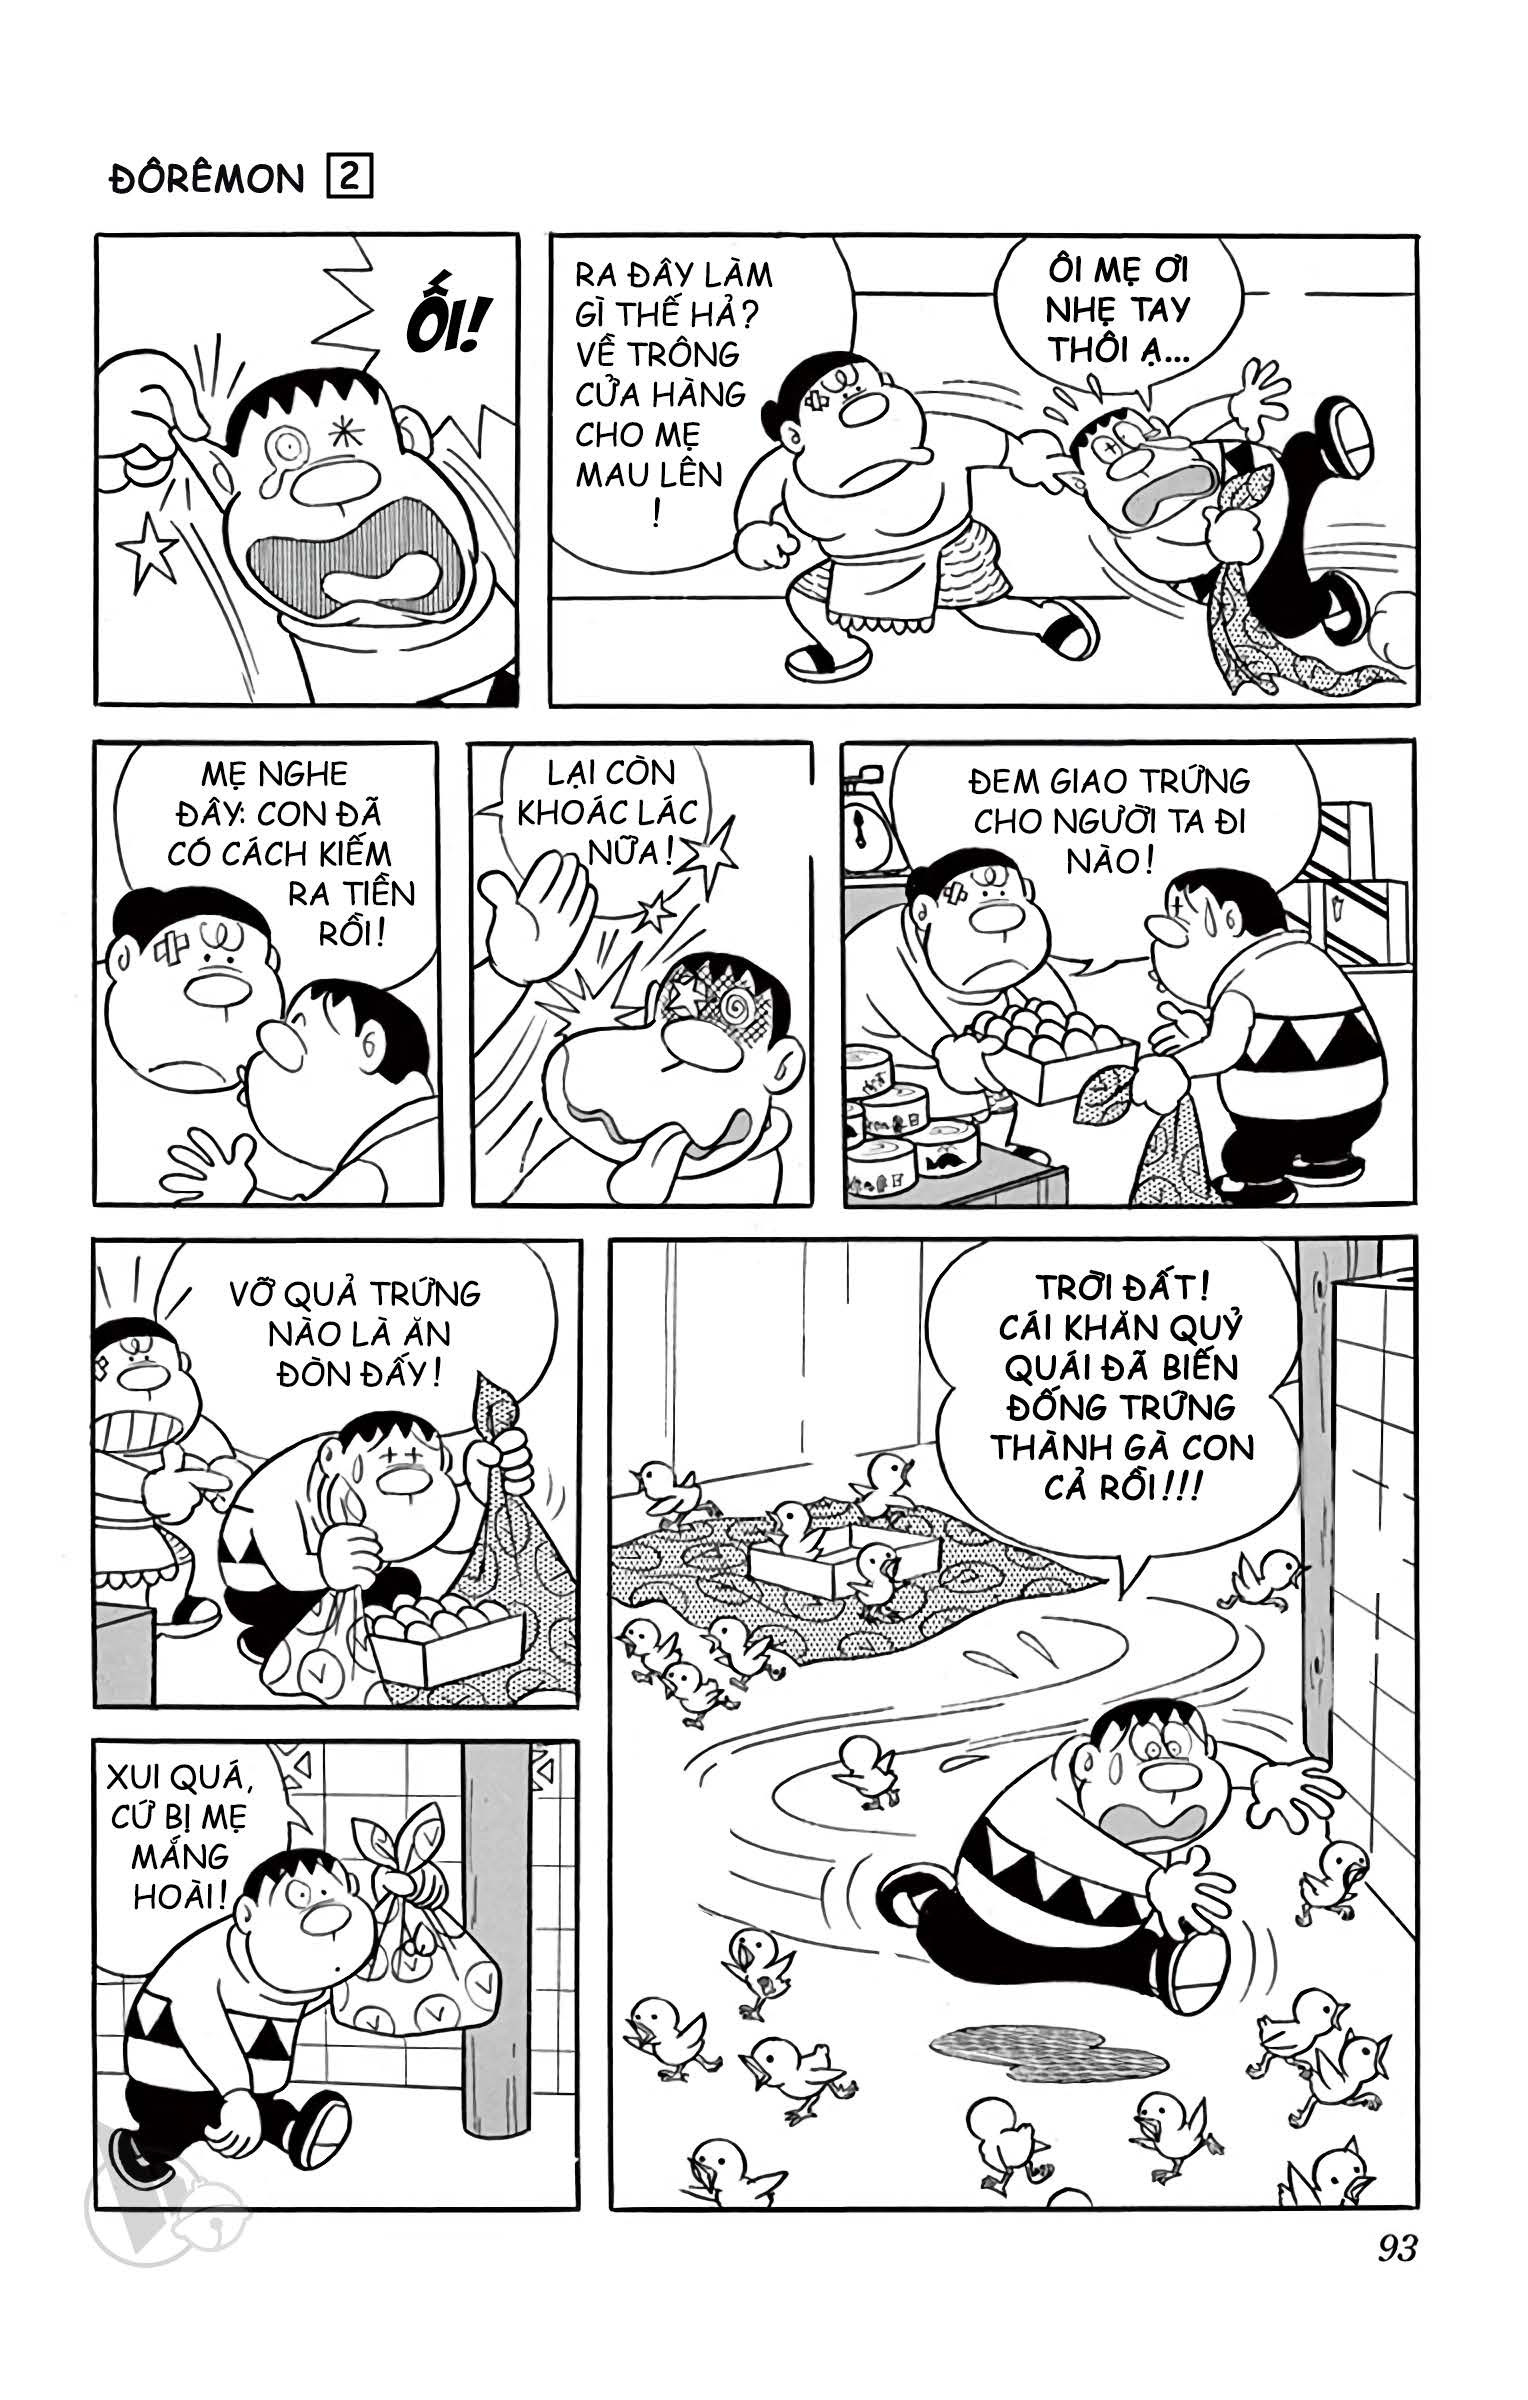 ĐÔRÊMON 2
ỐI!
RA ĐÂY LÀM
GÌ THẾ HẢ?
VỀ TRÔNG
CỬA HÀNG
CHO MẸ
MAU LÊN
!
ÔI MẸ ƠI
NHẸ TAY
THÔI Ạ...
MẸ NGHE
ĐÂY: CON ĐÃ
CÓ CÁCH KIẾM
RA TIỀN
RỒI!
LẠI CÒN
KHOÁC LÁC
NỮA!
ĐEM GIAO TRỨNG
CHO NGƯỜI TA ĐI
NÀO!
VỠ QUẢ TRỨNG
NÀO LÀ ĂN
ĐÒN ĐẤY!
XUI QUÁ,
CỨ BỊ MẸ
MẮNG
HOÀI!
TRỜI ĐẤT!
CÁI KHĂN QUỶ
QUÁI ĐÃ BIẾN
ĐỐNG TRỨNG
THÀNH GÀ CON
CẢ RỒI!!!
93